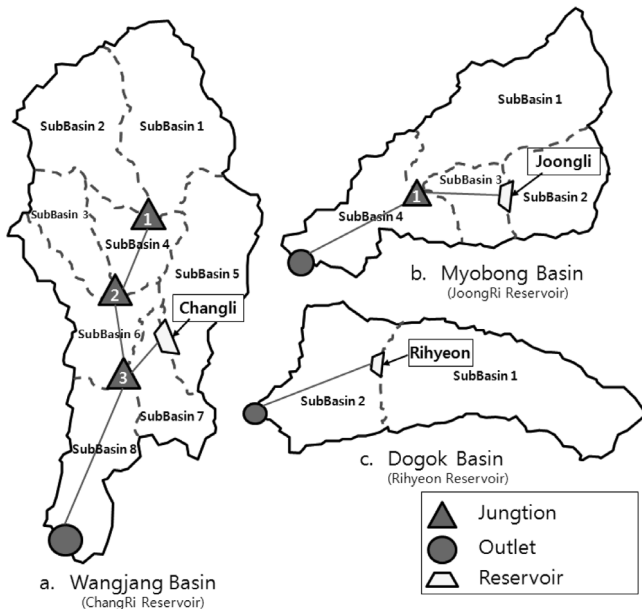 SubBasin 2
SubBasin 1
SubBasin 3
1
SubBasin 4
SubBasin 5
2
Changli
SubBasin 6
3
SubBasin 7
SubBasin 8
a. Wangjang Basin
(ChangRi Reservoir)
SubBasin 1
Joongli
SubBasin 3
1
SubBasin 2
SubBasin 4
b. Myobong Basin
(JoongRi Reservoir)
Rihyeon
SubBasin 1
SubBasin 2
c. Dogok Basin
(Rihyeon Reservoir)
Jungtion
Outlet
Reservoir